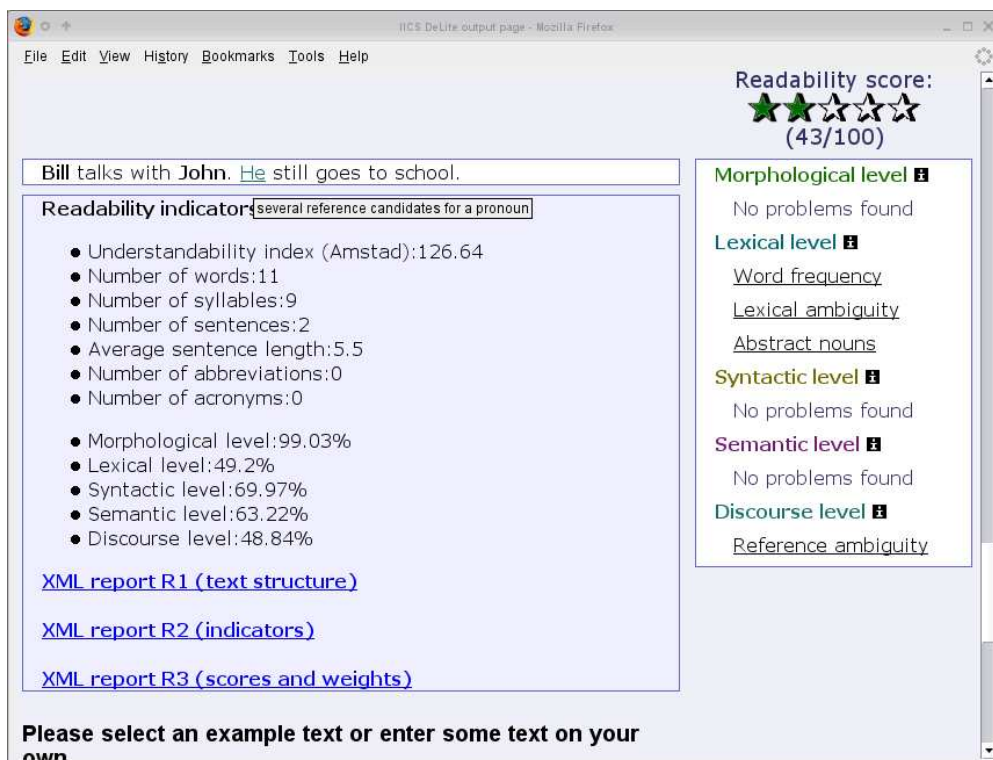 IICS DeLite output page - Mozilla Firefox
File Edit View History Bookmarks Tools Help
Readability score:
(43/100)
Bill talks with John. He still goes to school.
Readability indicators
several reference candidates for a pronoun
Understandability index (Amstad):126.64
Number of words:11
Number of syllables:9
Number of sentences:2
Average sentence length:5.5
Number of abbreviations:0
Number of acronyms:0
Morphological level:99.03%
Lexical level:49.2%
Syntactic level:69.97%
Semantic level:63.22%
Discourse level:48.84%
XML report R1 (text structure)
XML report R2 (indicators)
XML report R3 (scores and weights)
Morphological level i
No problems found
Lexical level i
Word frequency
Lexical ambiguity
Abstract nouns
Syntactic level i
No problems found
Semantic level i
No problems found
Discourse level i
Reference ambiguity
Please select an example text or enter some text on your
own